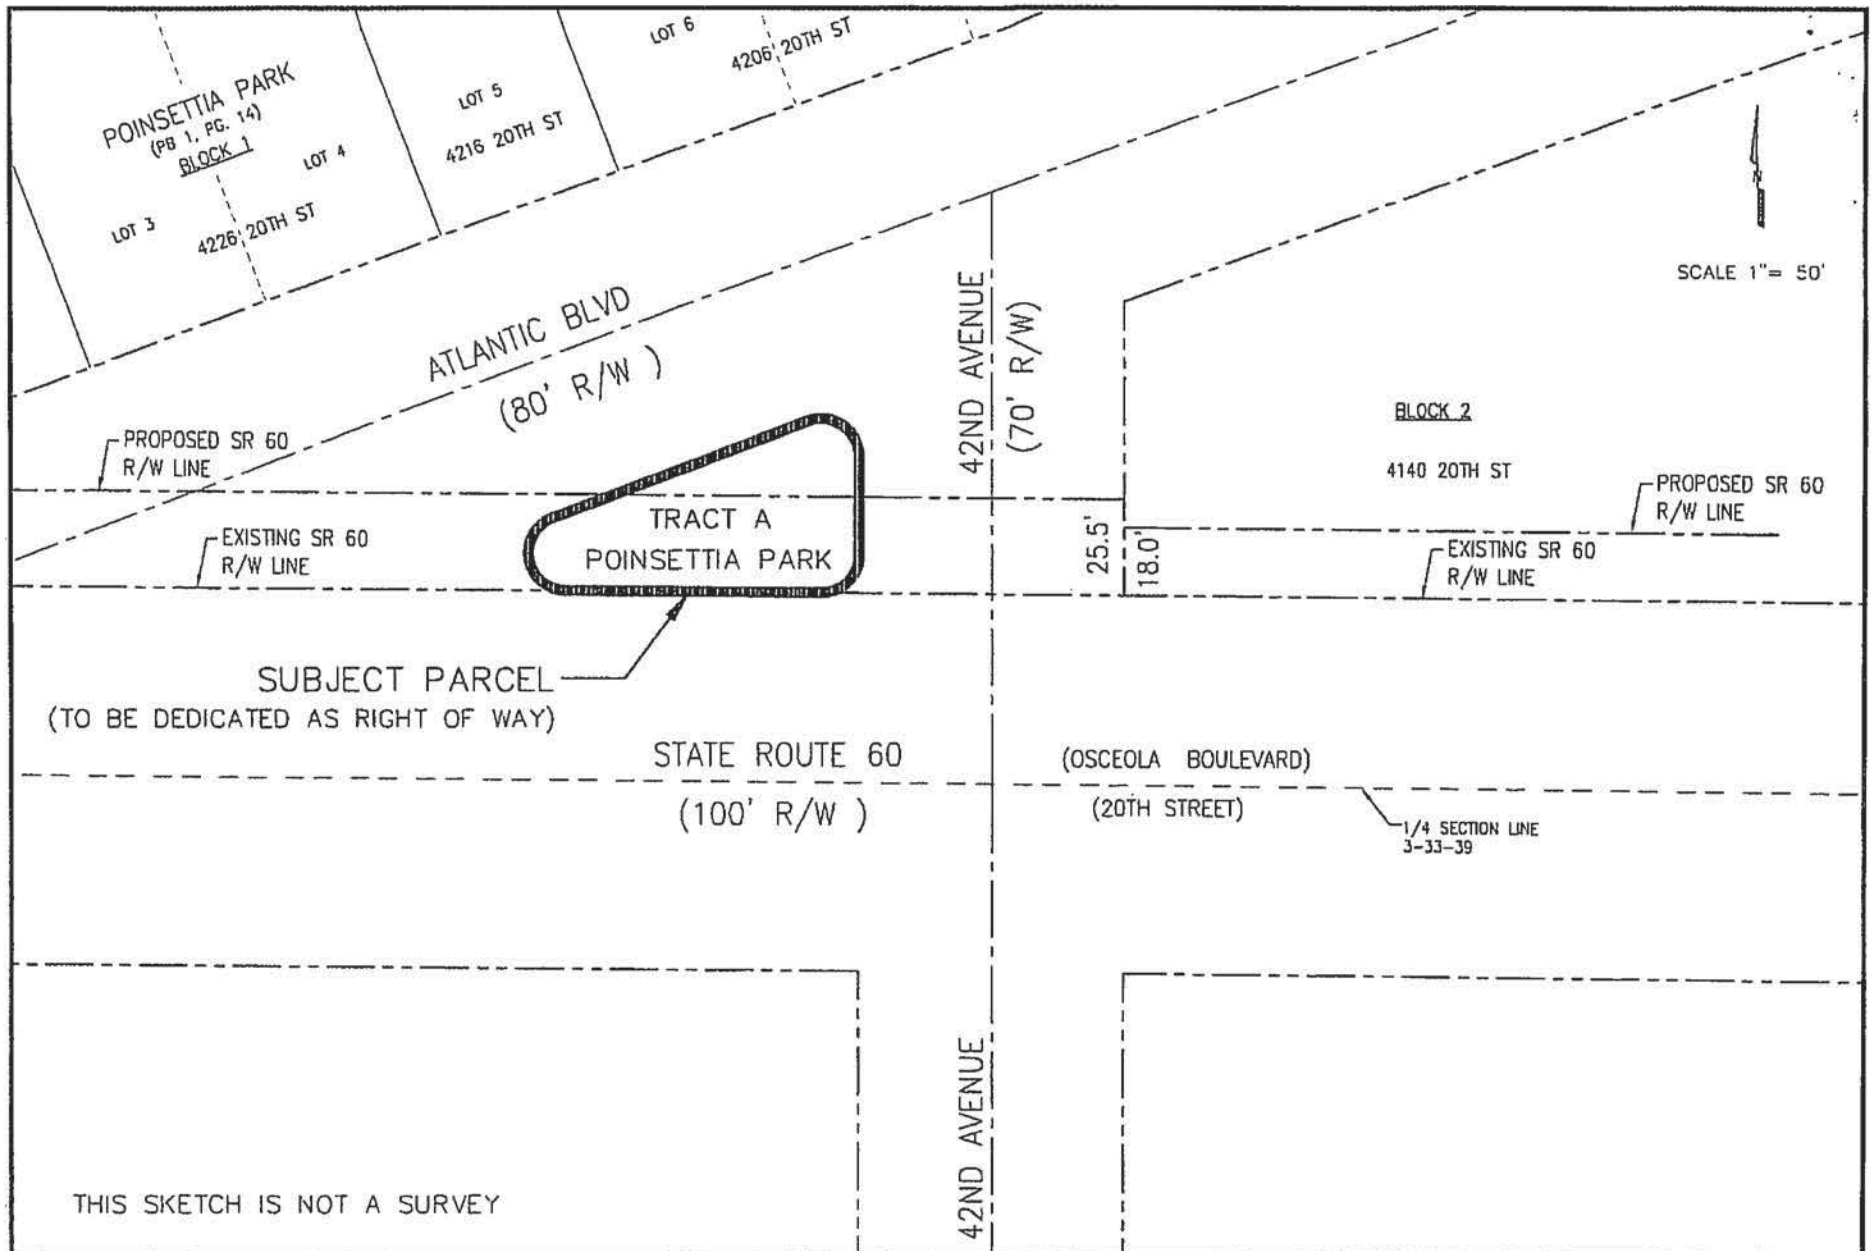 LOT 6
4206 20TH ST
POINSETTIA PARK
(PB 1, PG. 14)
BLOCK 1
LOT 5
4216 20TH ST
LOT 4
LOT 3
4226 20TH ST
N
SCALE 1"= 50'
ATLANTIC BLVD
(80' R/W )
42ND AVENUE
(70' R/W)
BLOCK 2
4140 20TH ST
PROPOSED SR 60
R/W LINE
PROPOSED SR 60
R/W LINE
TRACT A
POINSETTIA PARK
EXISTING SR 60
R/W LINE
25.5'
18.0'
EXISTING SR 60
R/W LINE
SUBJECT PARCEL
(TO BE DEDICATED AS RIGHT OF WAY)
STATE ROUTE 60
(100' R/W )
(OSCEOLA BOULEVARD)
(20TH STREET)
1/4 SECTION LINE
3-33-39
42ND AVENUE
THIS SKETCH IS NOT A SURVEY